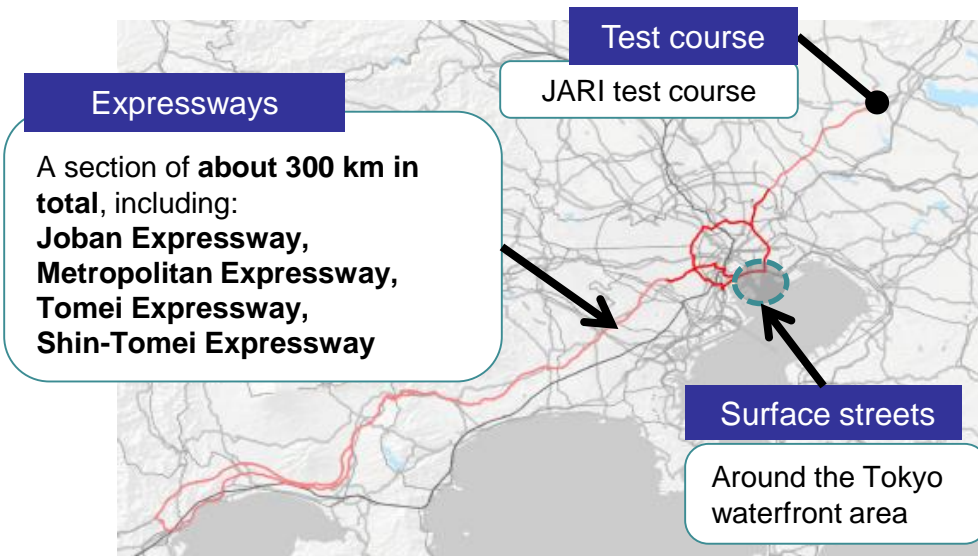 Test course
JARI test course
Expressways
A section of about 300 km in
total, including:
Joban Expressway,
Metropolitan Expressway,
Tomei Expressway,
Shin-Tomei Expressway
Surface streets
Around the Tokyo
waterfront area